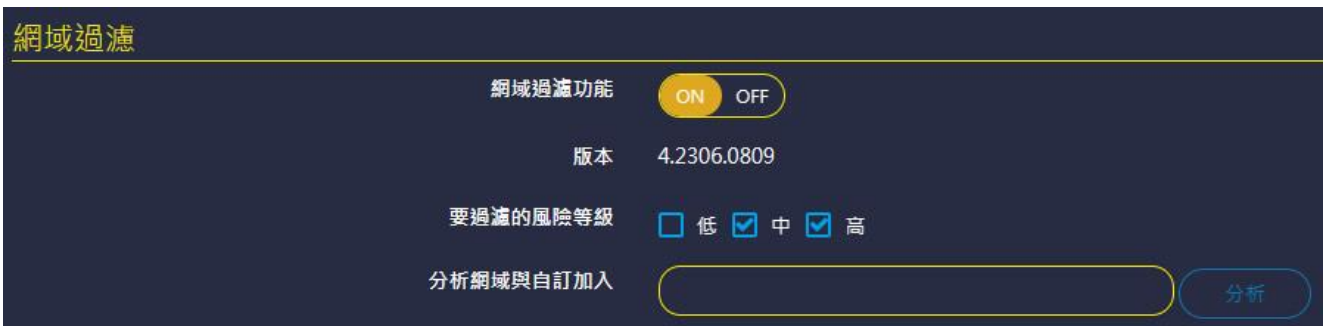 網域過濾
網域過濾功能 ON OFF
版本 4.2306.0809
要過濾的風險等級 低 中 高
分析網域與自訂加入 分析